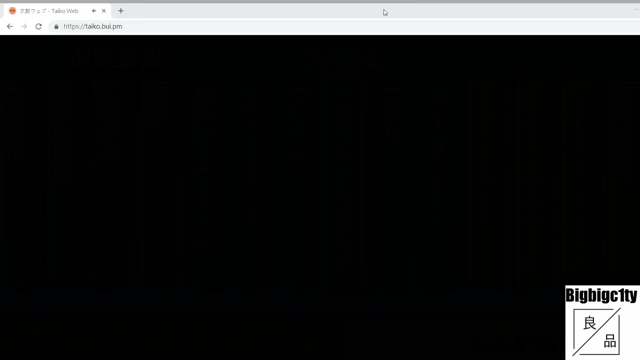 太鼓ウェブ - Taiko Web
https://taiko.bui.pm
Bigbigc1ty
良
品